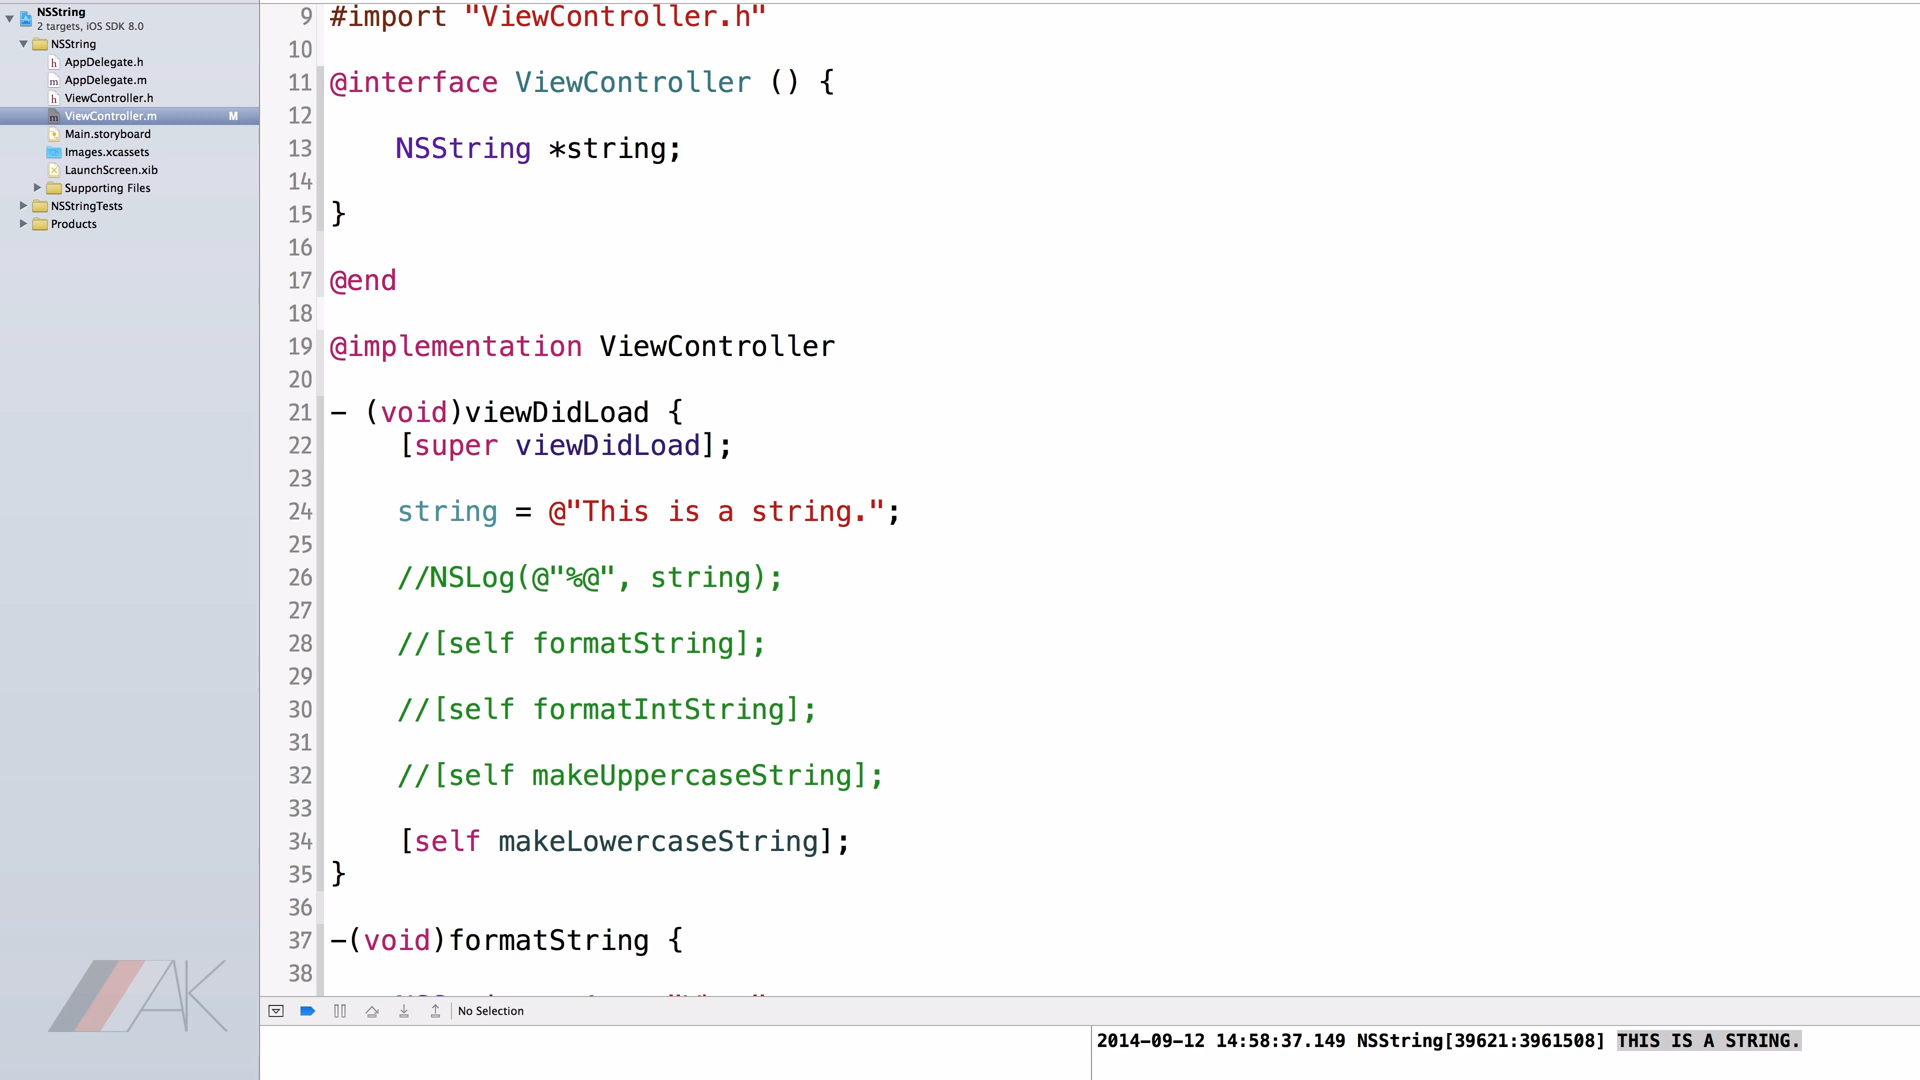 NSString
2 targets, iOS SDK 8.0
NSString
AppDelegate.h
AppDelegate.m
ViewController.h
ViewController.m M
Main.storyboard
Images.xcassets
LaunchScreen.xib
Supporting Files
NSStringTests
Products
AK
9 #import "ViewController.h"
10
11 @interface ViewController () {
12
13 NSString *string;
14
15 }
16
17 @end
18
19 @implementation ViewController
20
21 - (void)viewDidLoad {
22 [super viewDidLoad];
23
24 string = @"This is a string.";
25
26 //NSLog(@"%@", string);
27
28 //[self formatString];
29
30 //[self formatIntString];
31
32 //[self makeUppercaseString];
33
34 [self makeLowercaseString];
35 }
36
37 -(void)formatString {
38
No Selection
2014-09-12 14:58:37.149 NSString[39621:3961508] THIS IS A STRING.